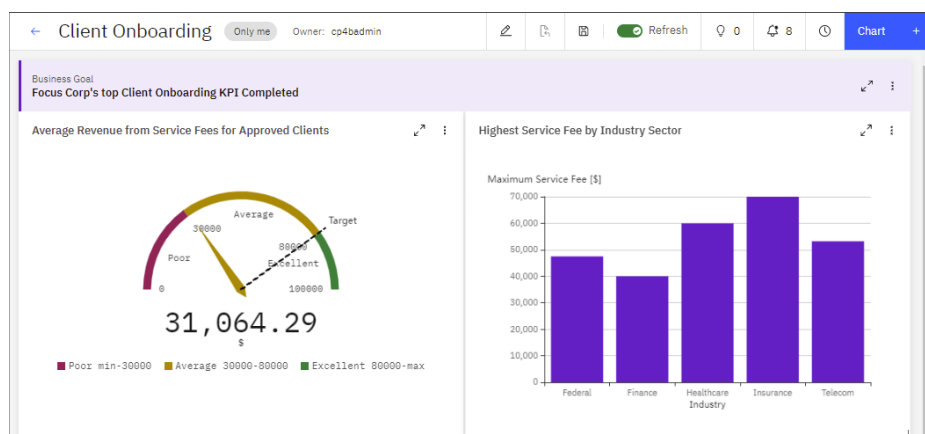 ← Client Onboarding Only me Owner: cp4badmin Refresh 0 8 Chart +
Business Goal
Focus Corp's top Client Onboarding KPI Completed
Average Revenue from Service Fees for Approved Clients
Average
Target
30000
80000
Poor
Excellent
0
100000
31,064.29
$
Poor min-30000 Average 30000-80000 Excellent 80000-max
Highest Service Fee by Industry Sector
Maximum Service Fee [$]
70,000
60,000
50,000
40,000
30,000
20,000
10,000
0
Federal Finance Healthcare Insurance Telecom
Industry